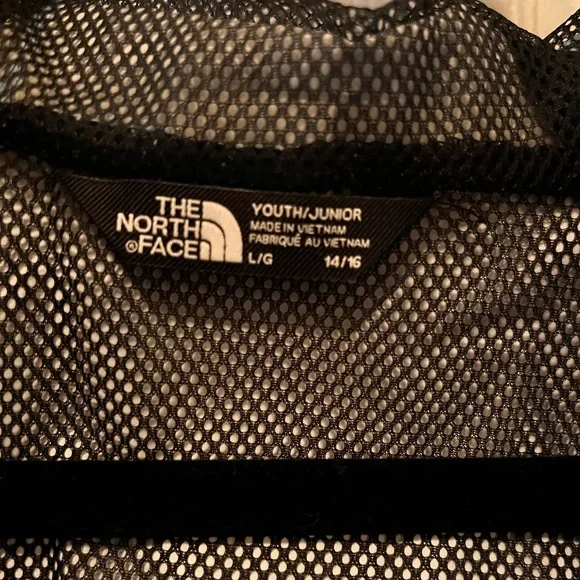 THE
NORTH
FACE®
YOUTH/JUNIOR
MADE IN VIETNAM
FABRIQUÉ AU VIETNAM
L/G 14/16